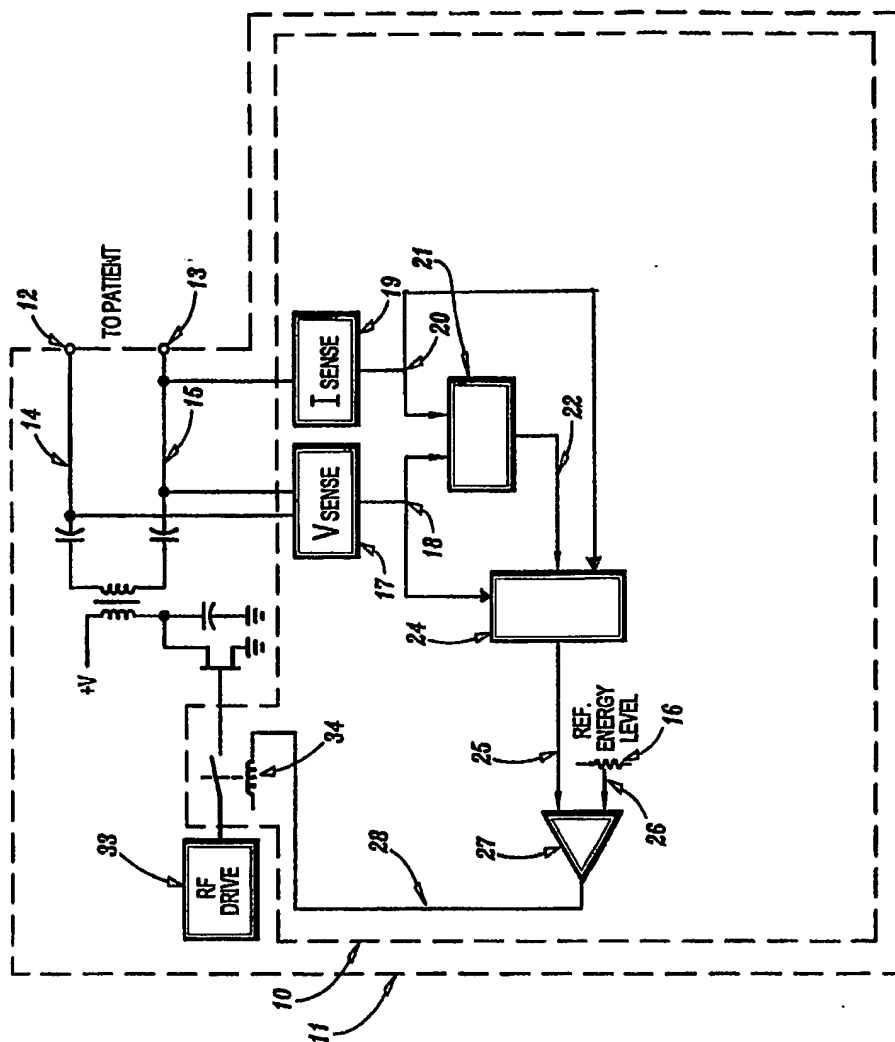 12
TO PATIENT
13
14
15
+V
33
RF
DRIVE
34
V SENSE
17
18
I SENSE
19
20
21
22
24
25
REF.
ENERGY
LEVEL
16
26
27
28
10
11